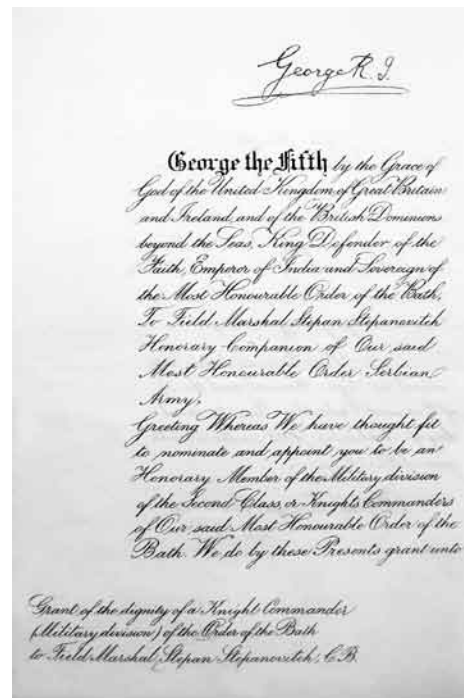 George R. I.
George the Fifth by the Grace of
God of the United Kingdom of Great Britain
and Ireland, and of the British Dominions
beyond the Seas, King Defender of the
Faith, Emperor of India and Sovereign of
the Most Honourable Order of the Bath,
To Field Marshal Stepan Stepanovitch
Honorary Companion of Our said
Most Honourable Order Serbian
Army.
Greeting Whereas We have thought fit
to nominate and appoint you to be an
Honorary Member of the Military division
of the Second Class, or Knights Commanders
of Our said Most Honourable Order of the
Bath. We do by these Presents grant unto
Grant of the dignity of a Knight Commander
(Military division) of the Order of the Bath
to Field Marshal Stepan Stepanovitch, C.B.